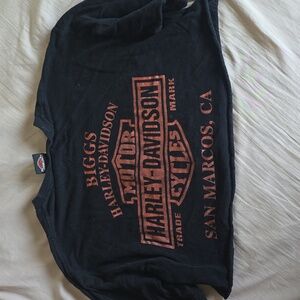 BIGGS
HARLEY-DAVIDSON
MOTOR
HARLEY-DAVIDSON
CYCLES
TRADE MARK
SAN MARCOS, CA